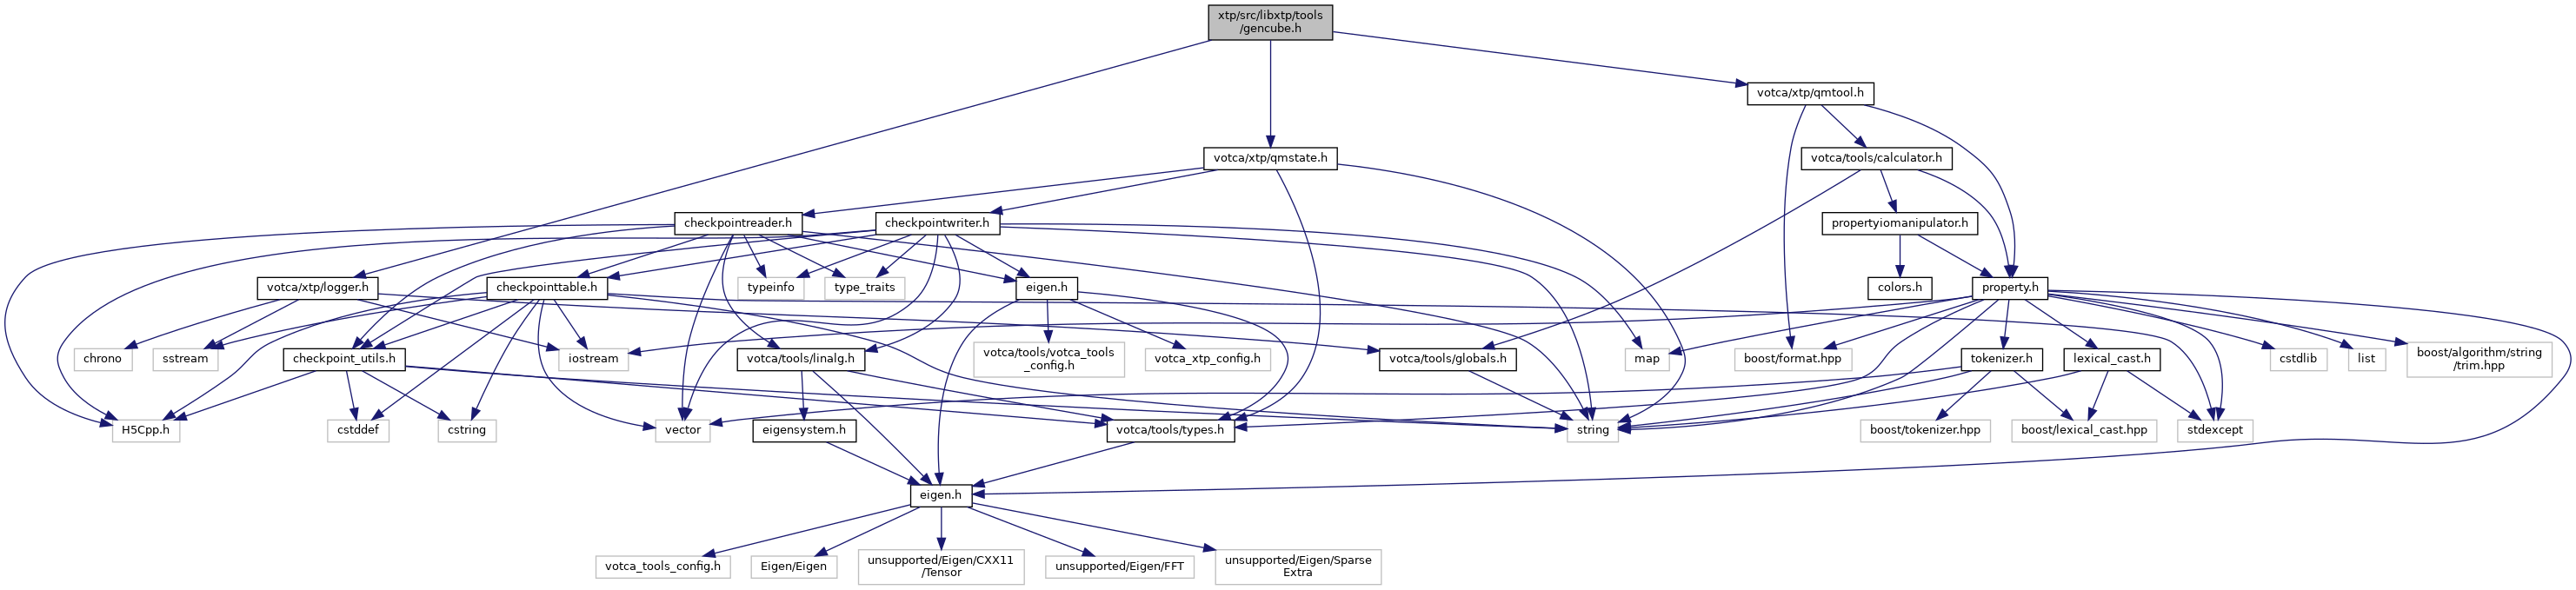 xtp/src/libxtp/tools
/gencube.h
votca/xtp/qmtool.h
votca/xtp/qmstate.h
votca/tools/calculator.h
checkpointreader.h
checkpointwriter.h
propertyiomanipulator.h
votca/xtp/logger.h
checkpointtable.h
typeinfo
type_traits
eigen.h
colors.h
property.h
chrono
sstream
checkpoint_utils.h
iostream
votca/tools/linalg.h
votca/tools/votca_tools
_config.h
votca_xtp_config.h
votca/tools/globals.h
map
boost/format.hpp
tokenizer.h
lexical_cast.h
cstdlib
list
boost/algorithm/string
/trim.hpp
H5Cpp.h
cstddef
cstring
vector
eigensystem.h
votca/tools/types.h
string
boost/tokenizer.hpp
boost/lexical_cast.hpp
stdexcept
eigen.h
votca_tools_config.h
Eigen/Eigen
unsupported/Eigen/CXX11
/Tensor
unsupported/Eigen/FFT
unsupported/Eigen/Sparse
Extra